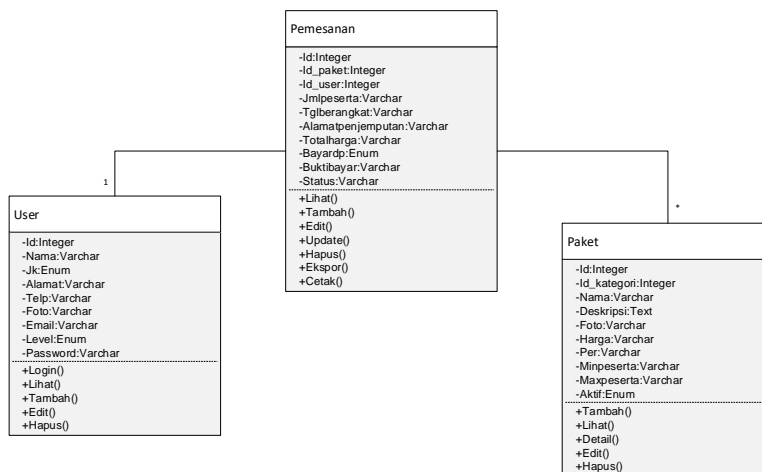 Pemesanan
-Id:Integer
-Id_paket:Integer
-Id_user:Integer
-Jmlpeserta:Varchar
-Tglberangkat:Varchar
-Alamatpenjemputan:Varchar
-Totalharga:Varchar
-Bayardp:Enum
-Buktibayar:Varchar
-Status:Varchar
+Lihat()
+Tambah()
+Edit()
+Update()
+Hapus()
+Ekspor()
+Cetak()
1
User
-Id:Integer
-Nama:Varchar
-Jk:Enum
-Alamat:Varchar
-Telp:Varchar
-Foto:Varchar
-Email:Varchar
-Level:Enum
-Password:Varchar
+Login()
+Lihat()
+Tambah()
+Edit()
+Hapus()
*
Paket
-Id:Integer
-Id_kategori:Integer
-Nama:Varchar
-Deskripsi:Text
-Foto:Varchar
-Harga:Varchar
-Per:Varchar
-Minpeserta:Varchar
-Maxpeserta:Varchar
-Aktif:Enum
+Tambah()
+Lihat()
+Detail()
+Edit()
+Hapus()